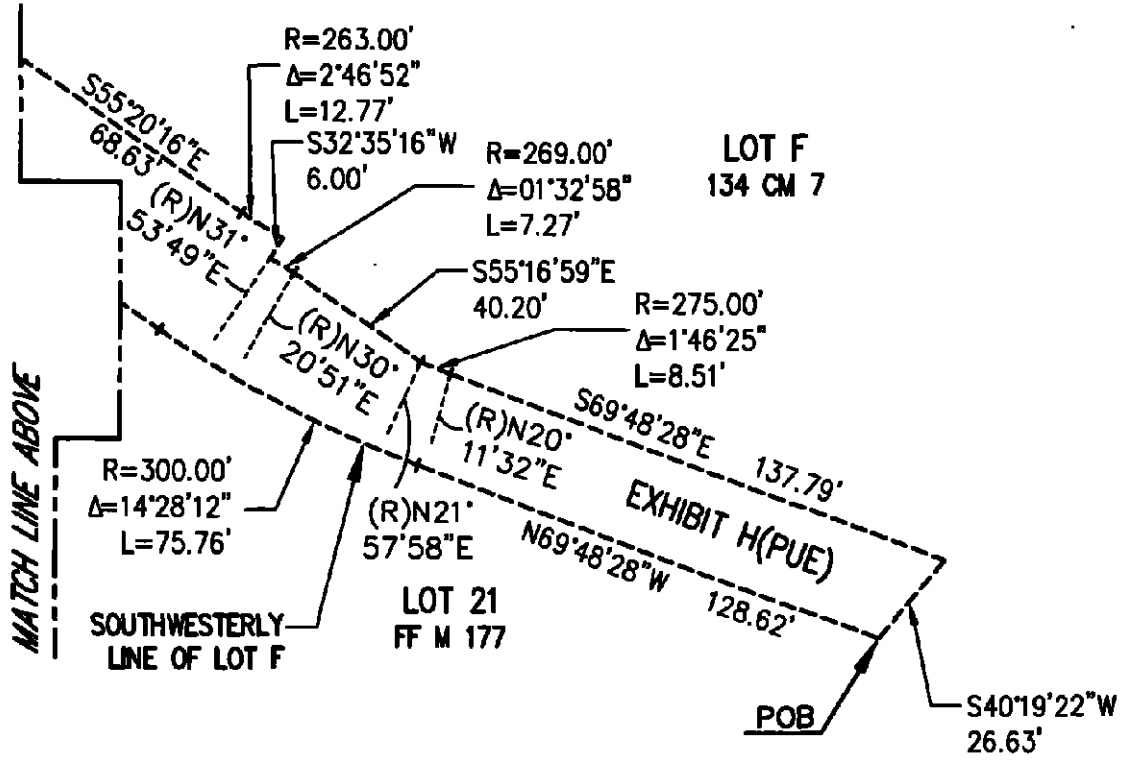 R=263.00'
Δ=2°46'52"
L=12.77'
S55°20'16"E
68.63'
S32°35'16"W
6.00'
R=269.00'
Δ=01°32'58"
L=7.27'
LOT F
134 CM 7
(R)N31°
53'49"E
S55°16'59"E
40.20'
R=275.00'
Δ=1°46'25"
L=8.51'
(R)N30°
20'51"E
S69°48'28"E 137.79'
(R)N20°
11'32"E
MATCH LINE ABOVE
R=300.00'
Δ=14°28'12"
L=75.76'
(R)N21°
57'58"E
EXHIBIT H(PUE)
N69°48'28"W 128.62'
LOT 21
FF M 177
SOUTHWESTERLY
LINE OF LOT F
POB
S40°19'22"W
26.63'